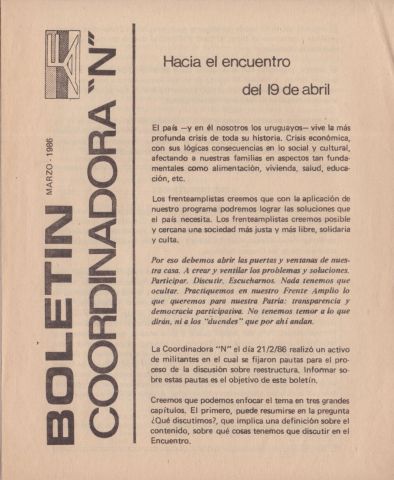 BOLETIN
COORDINADORA "N"
MARZO - 1986
FA
Hacia el encuentro
del 19 de abril
El país —y en él nosotros los uruguayos— vive la más
profunda crisis de toda su historia. Crisis económica,
con sus lógicas consecuencias en lo social y cultural,
afectando a nuestras familias en aspectos tan funda-
mentales como alimentación, vivienda, salud, educa-
ción, etc.
Los frenteamplistas creemos que con la aplicación de
nuestro programa podremos lograr las soluciones que
el país necesita. Los frenteamplistas creemos posible
y cercana una sociedad más justa y más libre, solidaria
y culta.
Por eso debemos abrir las puertas y ventanas de nues-
tra casa. A crear y ventilar los problemas y soluciones.
Participar. Discutir. Escucharnos. Nada tenemos que
ocultar. Practiquemos en nuestro Frente Amplio lo
que queremos para nuestra Patria: transparencia y
democracia participativa. No tenemos temor a lo que
dirán, ni a los "duendes" que por ahí andan.
La Coordinadora "N" el día 21/2/86 realizó un activo
de militantes en el cual se fijaron pautas para el pro-
ceso de la discusión sobre reestructura. Informar so-
bre estas pautas es el objetivo de este boletín.
Creemos que podemos enfocar el tema en tres grandes
capítulos. El primero, puede resumirse en la pregunta
¿Qué discutimos?, que implica una definición sobre el
contenido, sobre qué cosas tenemos que discutir en el
Encuentro.